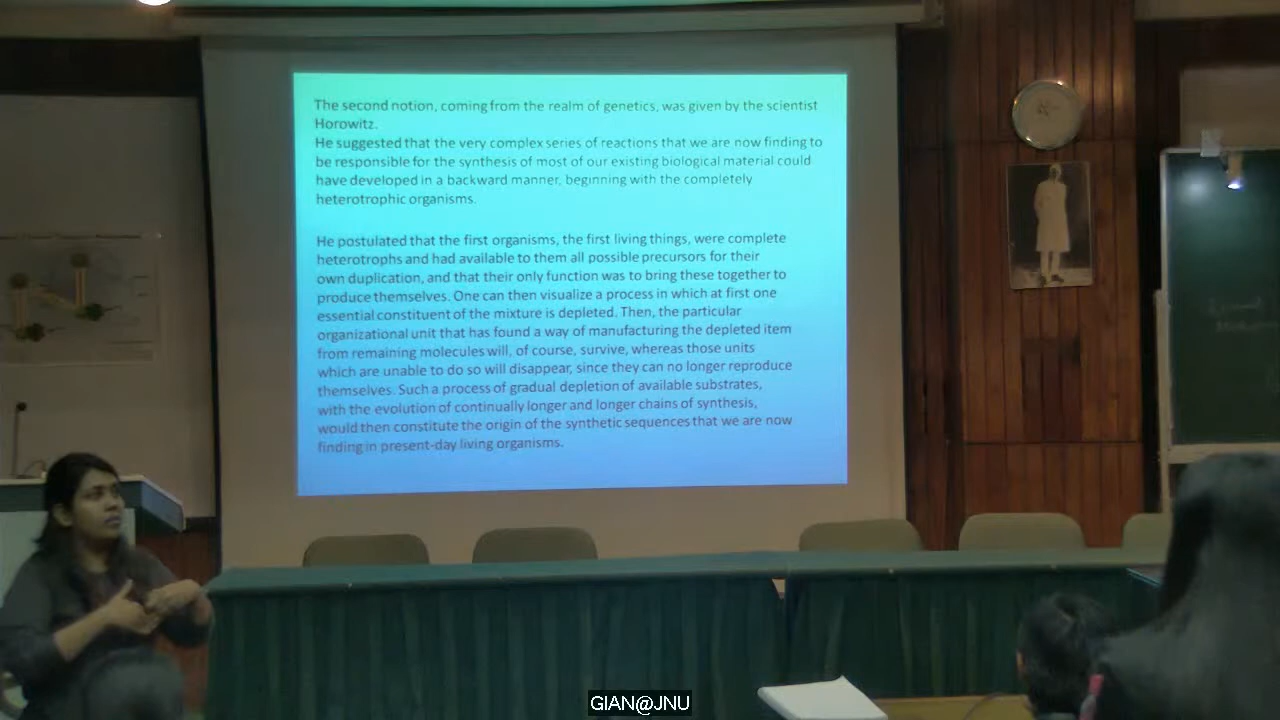 The second notion, coming from the realm of genetics, was given by the scientist
Horowitz.
He suggested that the very complex series of reactions that we are now finding to
be responsible for the synthesis of most of our existing biological material could
have developed in a backward manner, beginning with the completely
heterotrophic organisms.
He postulated that the first organisms, the first living things, were complete
heterotrophs and had available to them all possible precursors for their
own duplication, and that their only function was to bring these together to
produce themselves. One can then visualize a process in which at first one
essential constituent of the mixture is depleted. Then, the particular
organizational unit that has found a way of manufacturing the depleted item
from remaining molecules will, of course, survive, whereas those units
which are unable to do so will disappear, since they can no longer reproduce
themselves. Such a process of gradual depletion of available substrates,
with the evolution of continually longer and longer chains of synthesis,
would then constitute the origin of the synthetic sequences that we are now
finding in present-day living organisms.
GIAN@JNU